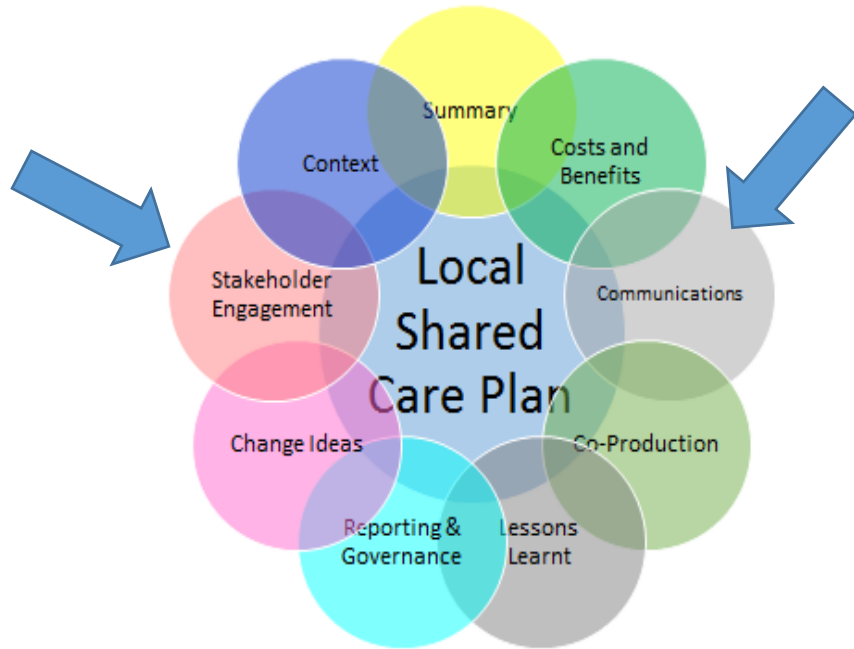 Summary
Costs and
Benefits
Context
Local
Shared
Care Plan
Stakeholder
Engagement
Communications
Change Ideas
Co-Production
Reporting &
Governance
Lessons
Learnt